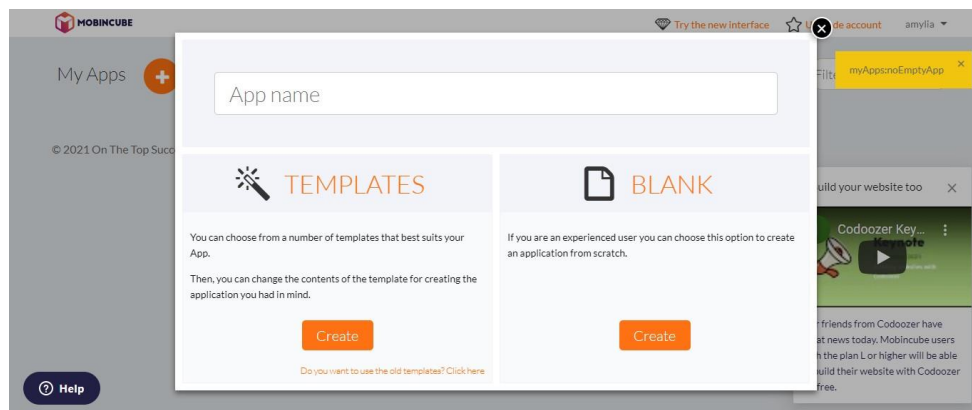 MOBINCUBE
Try the new interface
de account
amylla
My Apps
myApps:noEmptyApp
App name
© 2021 On The Top Succ
TEMPLATES
You can choose from a number of templates that best suits your
App.
Then, you can change the contents of the template for creating the
application you had in mind.
Create
Do you want to use the old templates? Click here
BLANK
If you are an experienced user you can choose this option to create
an application from scratch.
Create
uild your website too
Codoozer Key...
Keynote
r friends from Codoozer have
at news today. Mobincube users
h the plan L or higher will be able
uild their website with Codoozer
free.
Help